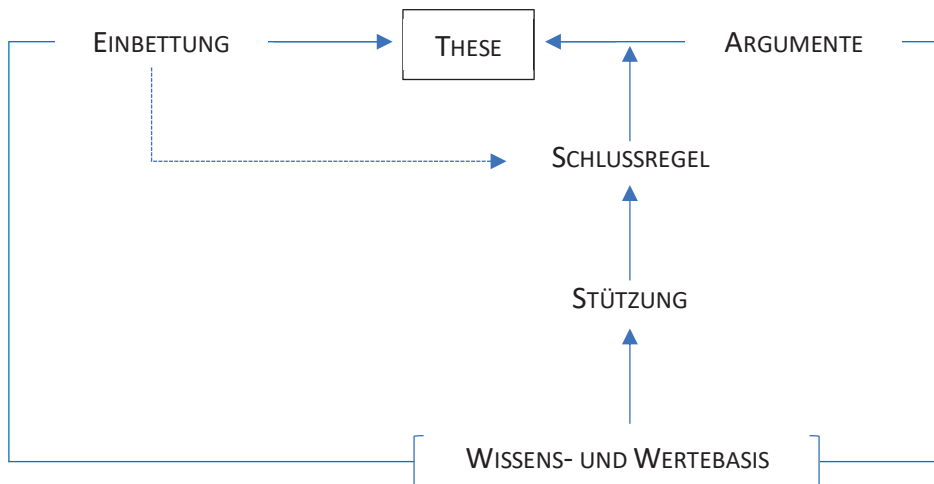 EINBETTUNG
THESE
ARGUMENTE
SCHLUSSREGEL
STÜTZUNG
WISSENS- UND WERTEBASIS